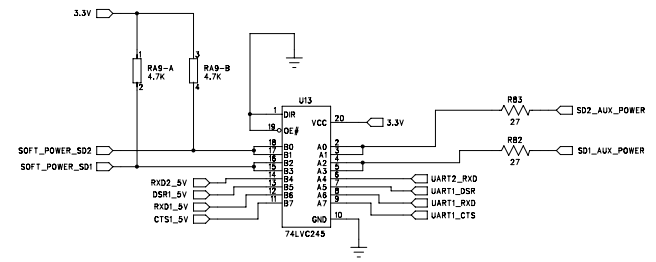 3.3V
1
RA9-A
4.7K
2
3
RA9-B
4.7K
4
U13
1
DIR
VCC
20
3.3V
R83
27
SD2_AUX_POWER
19
OE#
SOFT_POWER_SD2
18
B0
A0
2
17
B1
A1
3
R82
27
SD1_AUX_POWER
SOFT_POWER_SD1
16
B2
A2
4
15
B3
A3
5
RXD2_5V
14
B4
A4
6
UART2_RXD
DSR1_5V
13
B5
A5
7
UART1_DSR
RXD1_5V
12
B6
A6
8
UART1_RXD
CTS1_5V
11
B7
A7
9
UART1_CTS
GND
10
74LVC245